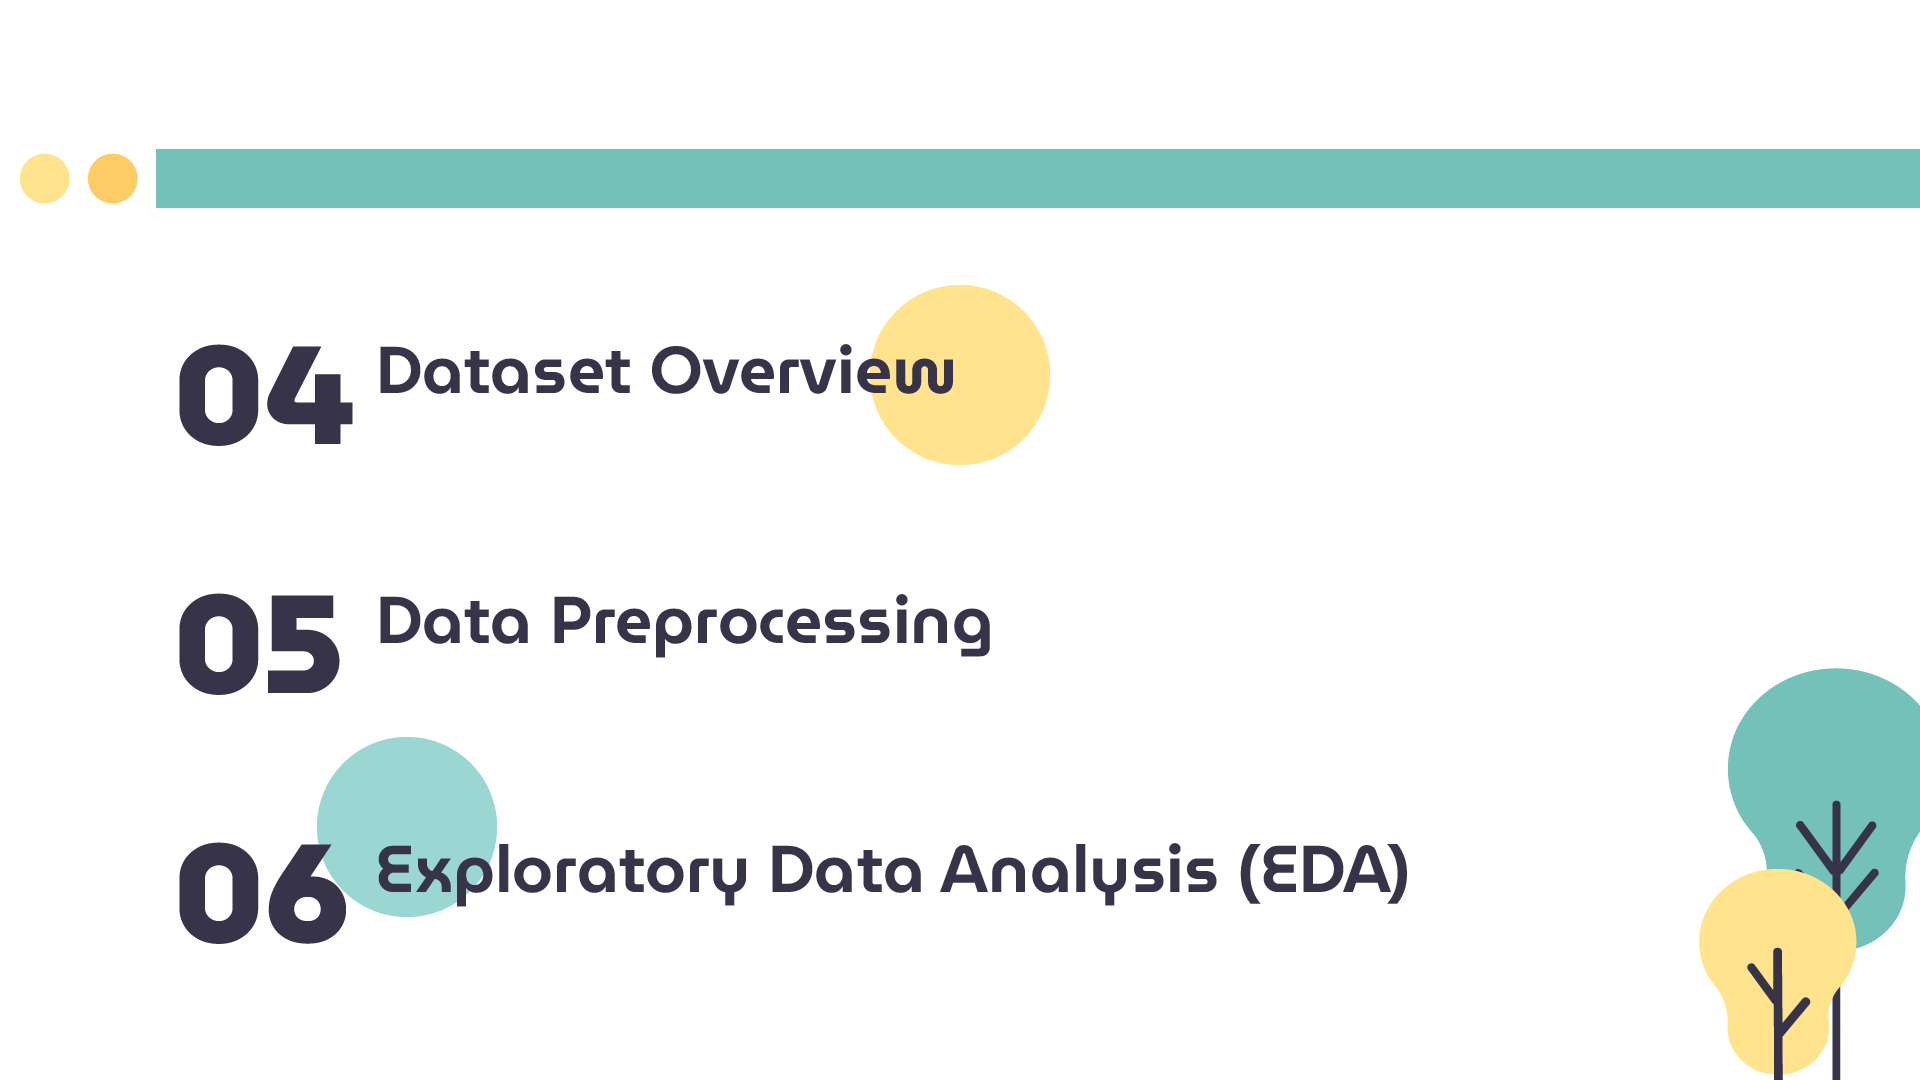 04 Dataset Overview
05 Data Preprocessing
06 Exploratory Data Analysis (EDA)